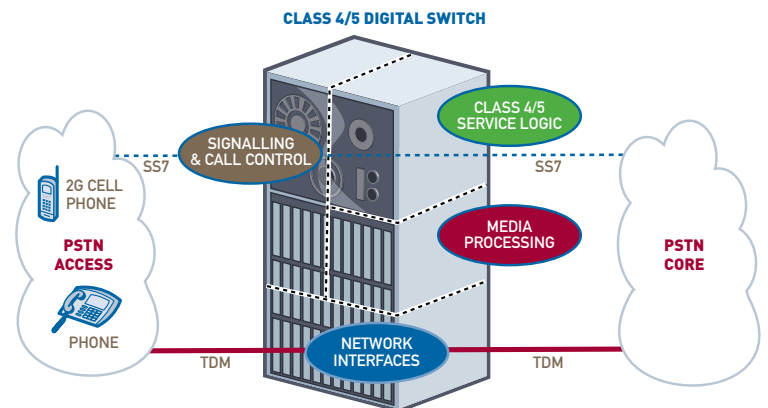 CLASS 4/5 DIGITAL SWITCH
CLASS 4/5
SERVICE LOGIC
SIGNALLING
& CALL CONTROL
SS7
SS7
2G CELL
PHONE
MEDIA
PROCESSING
PSTN
ACCESS
PSTN
CORE
PHONE
NETWORK
INTERFACES
TDM
TDM